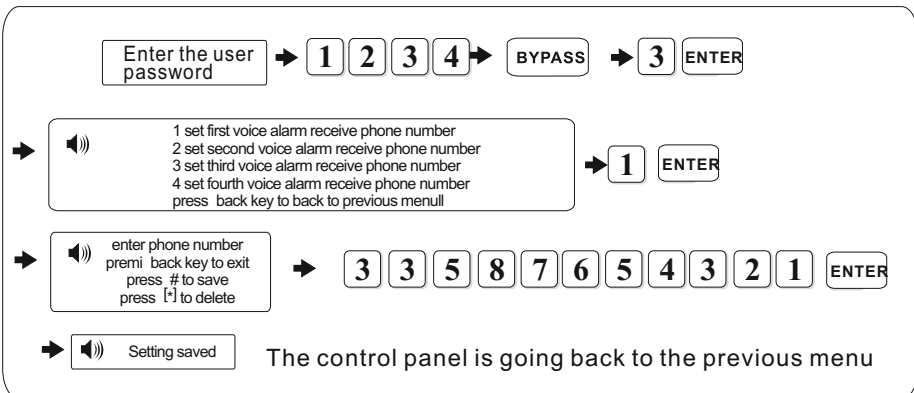 Enter the user
password
1 2 3 4 BYPASS 3 ENTER
1 set first voice alarm receive phone number
2 set second voice alarm receive phone number
3 set third voice alarm receive phone number
4 set fourth voice alarm receive phone number
press back key to back to previous menull
1 ENTER
enter phone number
premi back key to exit
press # to save
press [*] to delete
3 3 5 8 7 6 5 4 3 2 1 ENTER
Setting saved
The control panel is going back to the previous menu